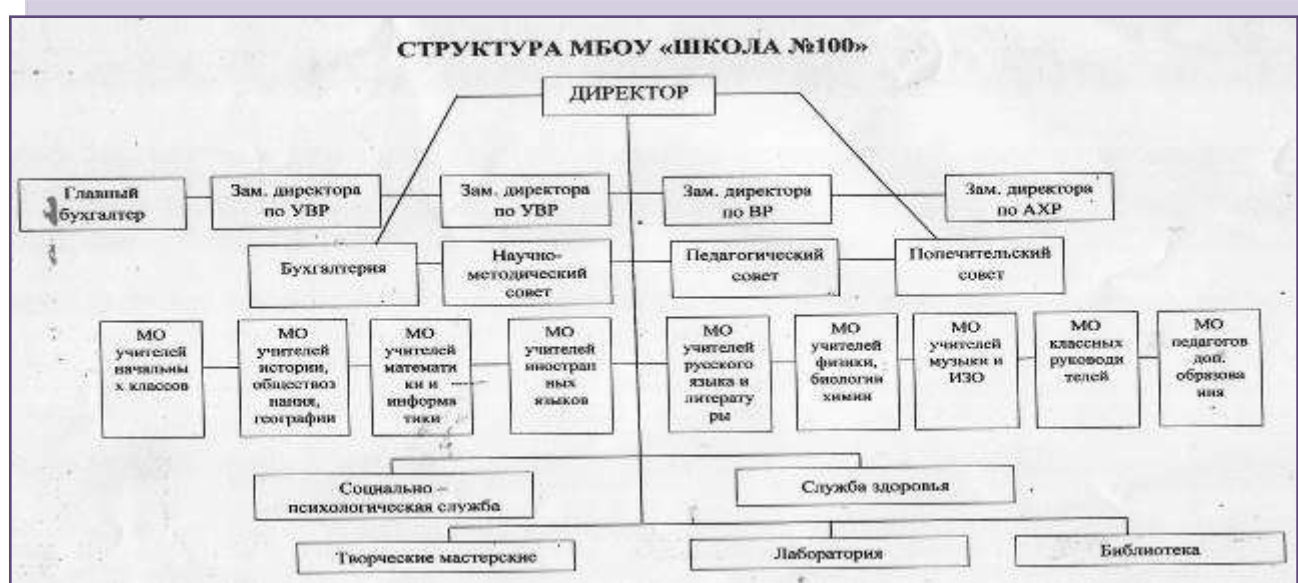 СТРУКТУРА МБОУ «ШКОЛА №100»
ДИРЕКТОР
Главный
бухгалтер
Зам. директора
по УВР
Зам. директора
по УВР
Зам. директора
по ВР
Зам. директора
по АХР
Бухгалтерия
Научно-
методический
совет
Педагогический
совет
Попечительский
совет
МО
учителей
начальны
х классов
МО
учителей
истории,
обществоз
нания,
географии
МО
учителей
математи
ки и
информа
тики
МО
учителей
иностран
ных
языков
МО
учителей
русского
языка и
литерату
ры
МО
учителей
физики,
биологии
химии
МО
учителей
музыки и
ИЗО
МО
классных
руководи
телей
МО
педагогов
доп.
образова
ния
Социально –
психологическая служба
Служба здоровья
Творческие мастерские
Лаборатория
Библиотека